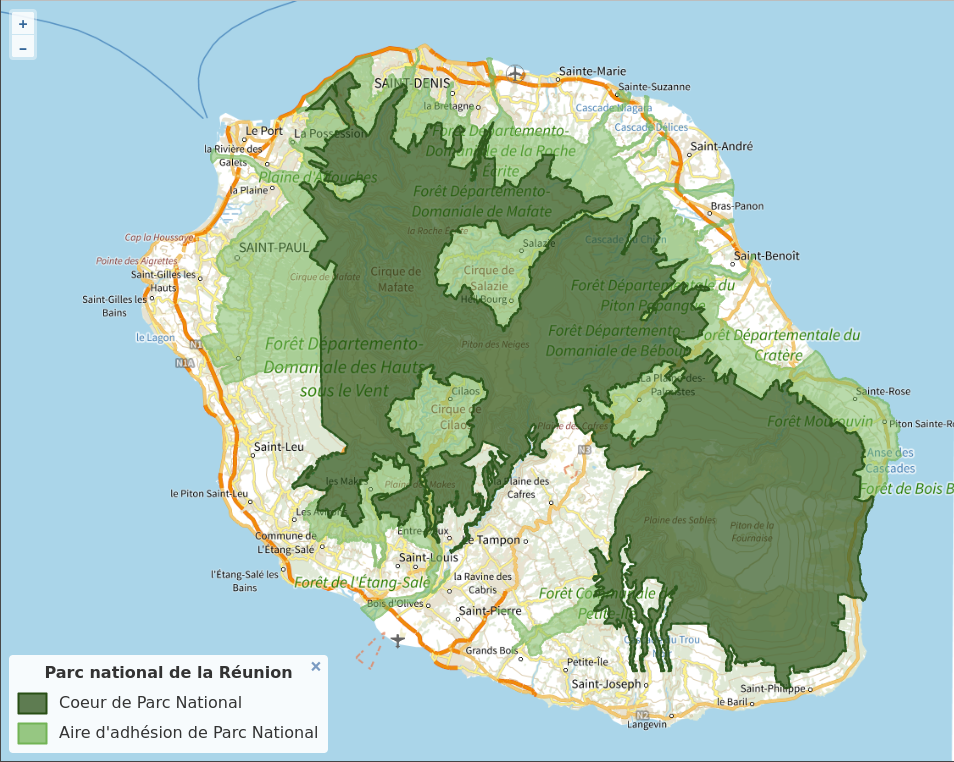 +
−
SAINT-DENIS
Sainte-Marie
Sainte-Suzanne
la Bretagne
Cascade Niagara
Cascade Délices
Le Port
La Possession
Forêt Départemento-
Domaniale de la Roche
Écrite
Saint-André
la Rivière des
Galets
Plaine d'Ajouches
la Plaine
Forêt Départemento-
Domaniale de Mafate
Bras-Panon
la Roche Écrite
Cap la Houssaye
SAINT-PAUL
Salazie
Cascade du Chien
Saint-Benoît
Pointe des Aigrettes
Saint-Gilles les
Hauts
Cirque de Mafate
Cirque de
Mafate
Cirque de
Salazie
Hell-Bourg
Forêt Départementale du
Piton Papangue
Saint-Gilles les
Bains
le Lagon
N1
N1A
Forêt Départemento-
Domaniale des Hauts
sous le Vent
Piton des Neiges
Forêt Départemento-
Domaniale de Bébour
Forêt Départementale du
Cratère
Cilaos
Cirque de
Cilaos
La Plaine-des-
Palmistes
Sainte-Rose
Plaine des Cafres
Forêt Mourouvin
Piton Sainte-Ro
Saint-Leu
N3
Anse des
Cascades
Forêt de Bois B
les Makes
Plaine des Makes
la Plaine des
Cafres
le Piton Saint-Leu
Les Avirons
Plaine des Sables
Piton de la
Fournaise
Commune de
L'Étang-Salé
Entre-Deux
Le Tampon
Saint-Louis
l'Étang-Salé les
Bains
Forêt de l'Étang-Salé
la Ravine des
Cabris
Bois d'Olives
Saint-Pierre
Forêt Communale de
Petite-Île
Cascade du Trou
Grands Bois
Petite-Île
Saint-Joseph
Saint-Philippe
le Baril
N2
Langevin
Parc national de la Réunion
×
Coeur de Parc National
Aire d'adhésion de Parc National